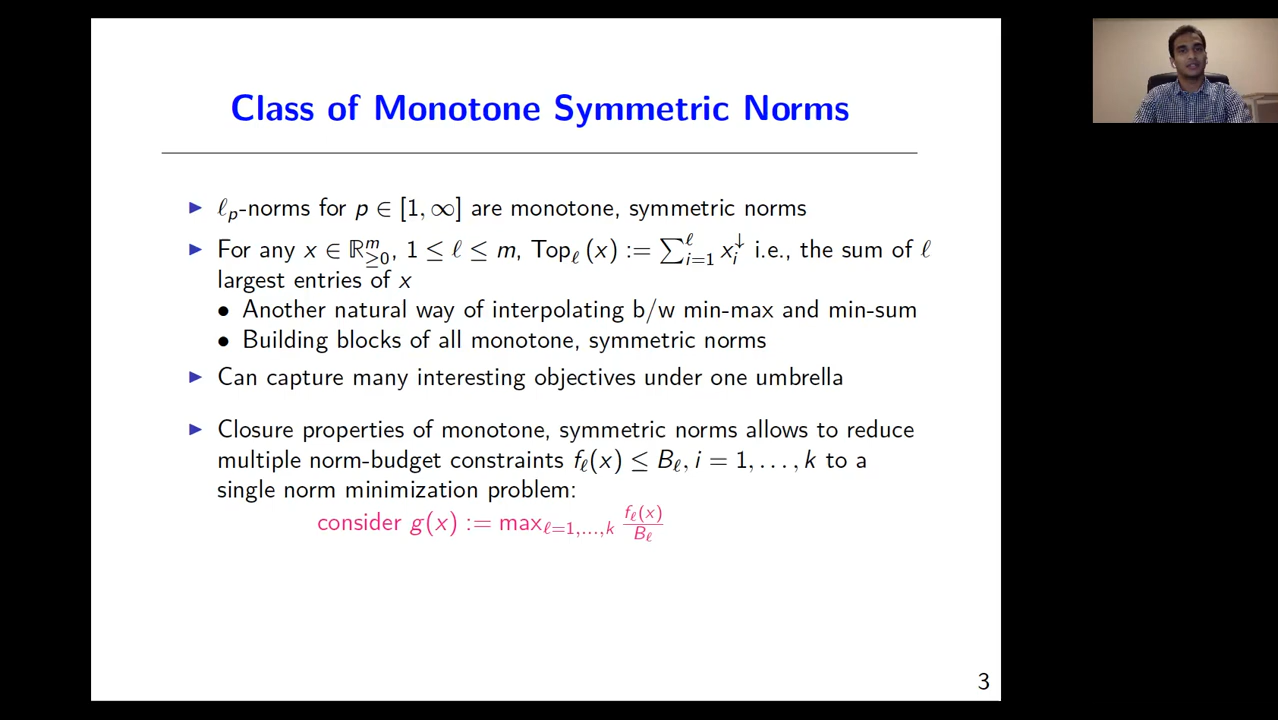 Class of Monotone Symmetric Norms
▶ ℓₚ-norms for p ∈ [1, ∞] are monotone, symmetric norms
▶ For any x ∈ ℝ^m_≥0, 1 ≤ ℓ ≤ m, Top_ℓ (x) := ∑^ℓ_i=1 x^↓_i i.e., the sum of ℓ
largest entries of x
• Another natural way of interpolating b/w min-max and min-sum
• Building blocks of all monotone, symmetric norms
▶ Can capture many interesting objectives under one umbrella
▶ Closure properties of monotone, symmetric norms allows to reduce
multiple norm-budget constraints f_ℓ(x) ≤ B_ℓ, i = 1, . . . , k to a
single norm minimization problem:
consider g(x) := max_ℓ=1,...,k f_ℓ(x)/B_ℓ
3